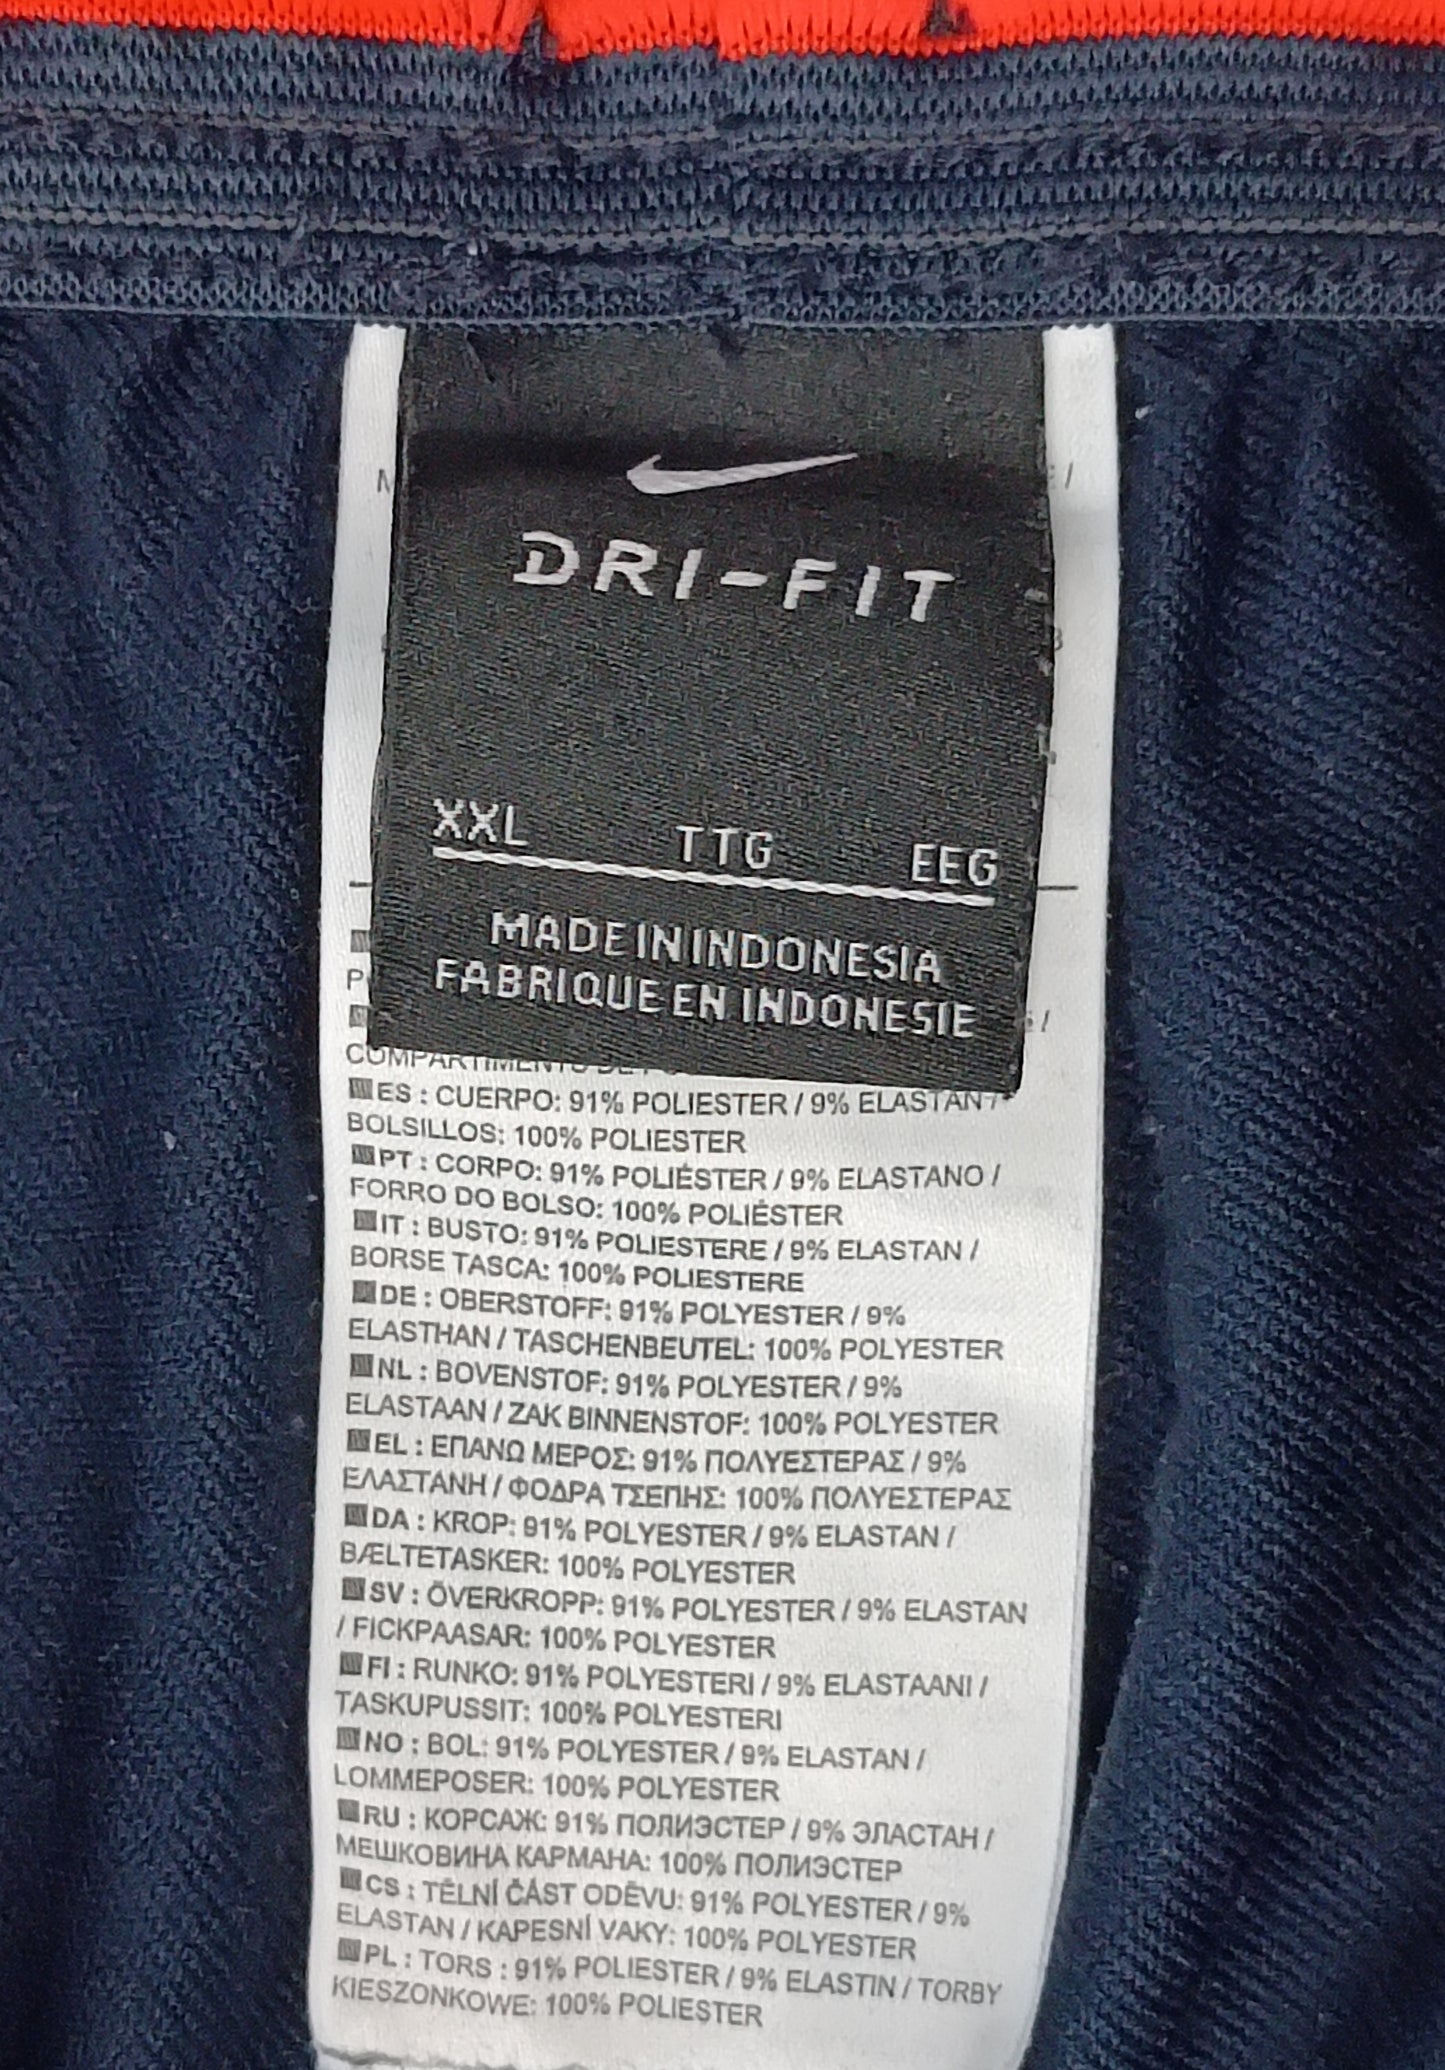 DRI-FIT
XXL TTG EEG
MADE IN INDONESIA
FABRIQUE EN INDONESIE
COMPARTIMENTO
ES : CUERPO: 91% POLIESTER / 9% ELASTAN /
BOLSILLOS: 100% POLIESTER
PT : CORPO: 91% POLIÉSTER / 9% ELASTANO /
FORRO DO BOLSO: 100% POLIÉSTER
IT : BUSTO: 91% POLIESTERE / 9% ELASTAN /
BORSE TASCA: 100% POLIESTERE
DE : OBERSTOFF: 91% POLYESTER / 9%
ELASTHAN / TASCHENBEUTEL: 100% POLYESTER
NL : BOVENSTOF: 91% POLYESTER / 9%
ELASTAAN / ZAK BINNENSTOF: 100% POLYESTER
EL : ΕΠΑΝΩ ΜΕΡΟΣ: 91% ΠΟΛΥΕΣΤΕΡΑΣ / 9%
ΕΛΑΣΤΑΝΗ / ΦΟΔΡΑ ΤΣΕΠΗΣ: 100% ΠΟΛΥΕΣΤΕΡΑΣ
DA : KROP: 91% POLYESTER / 9% ELASTAN /
BÆLTETASKER: 100% POLYESTER
SV : ÖVERKROPP: 91% POLYESTER / 9% ELASTAN
/ FICKPAASAR: 100% POLYESTER
FI : RUNKO: 91% POLYESTERI / 9% ELASTAANI /
TASKUPUSSIT: 100% POLYESTERI
NO : BOL: 91% POLYESTER / 9% ELASTAN /
LOMMEPOSER: 100% POLYESTER
RU : КОРСАЖ: 91% ПОЛИЭСТЕР / 9% ЭЛАСТАН /
МЕШКОВИНА КАРМАНА: 100% ПОЛИЭСТЕР
CS : TĚLNÍ ČÁST ODĚVU: 91% POLYESTER / 9%
ELASTAN / KAPESNÍ VAKY: 100% POLYESTER
PL : TORS : 91% POLIESTER / 9% ELASTIN / TORBY
KIESZONKOWE: 100% POLIESTER